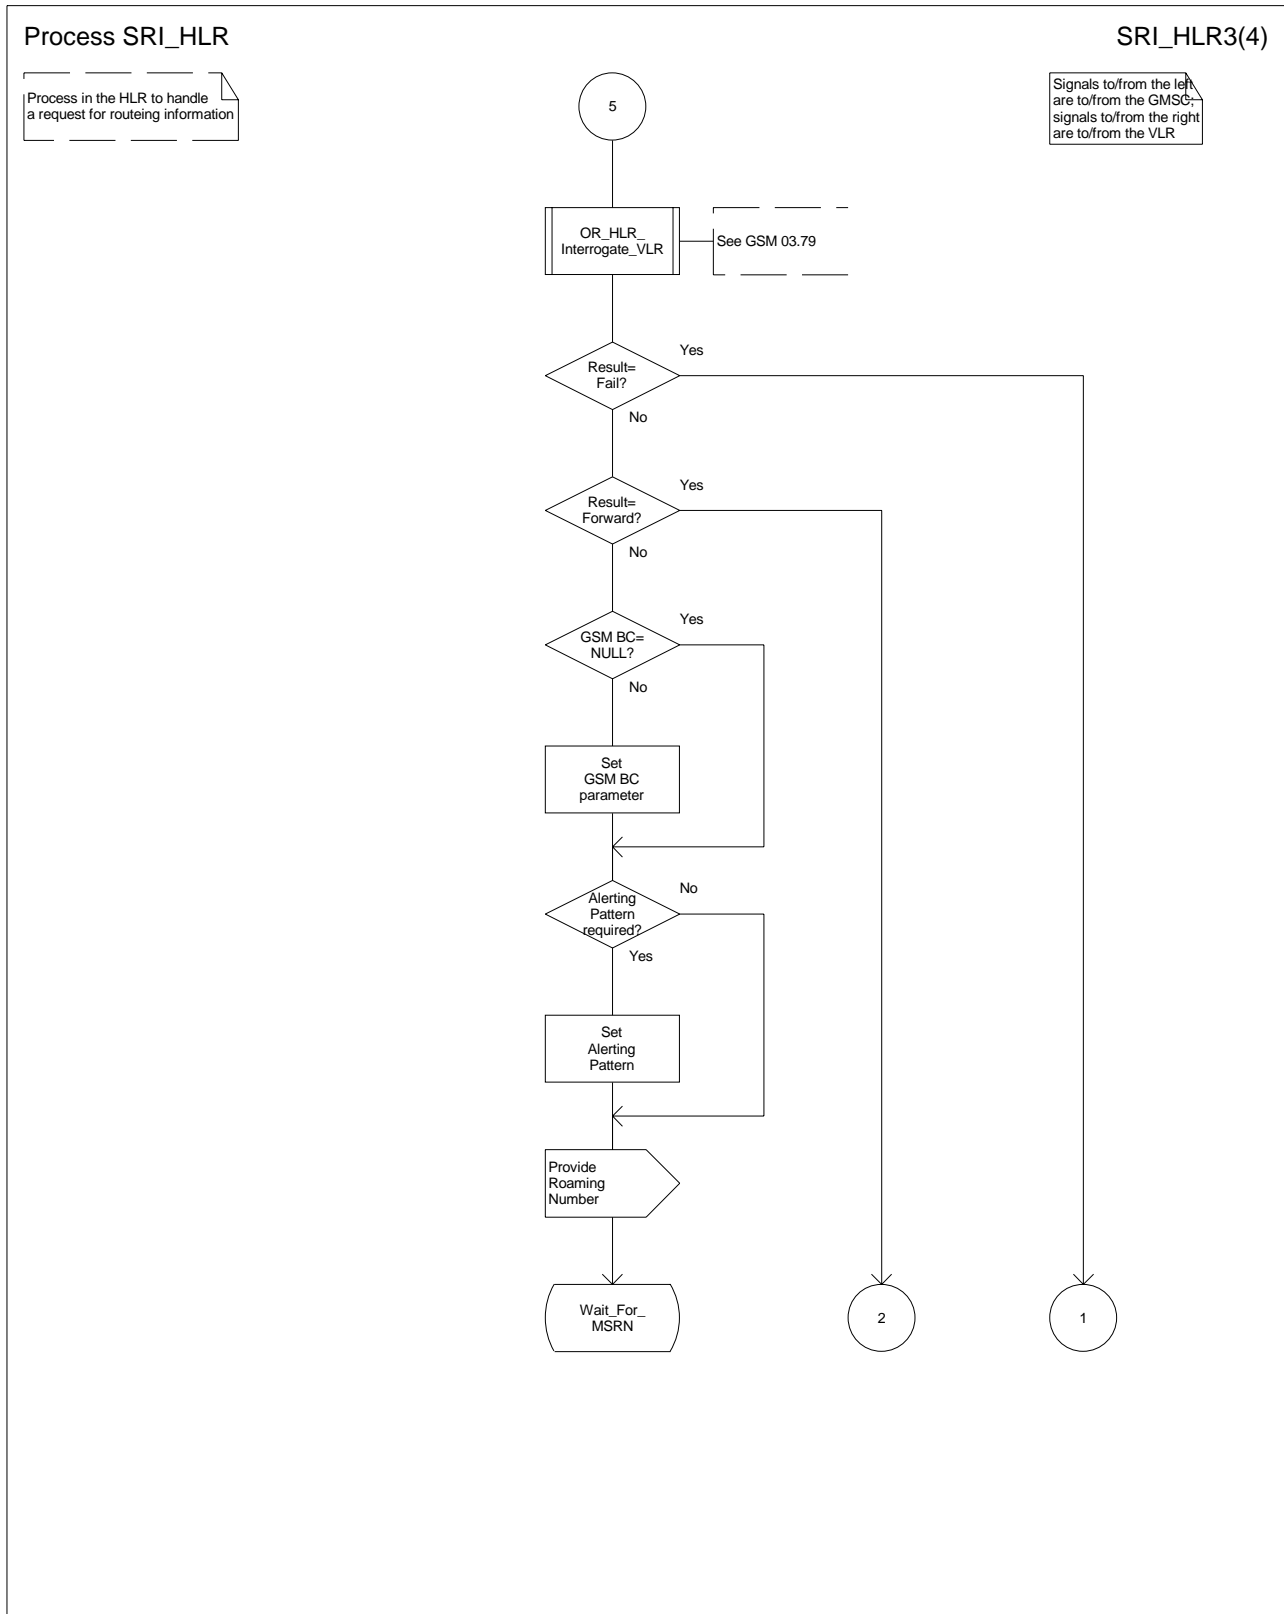 Process SRI_HLR
SRI_HLR3(4)
Process in the HLR to handle
a request for routeing information
5
Signals to/from the left
are to/from the GMSC;
signals to/from the right
are to/from the VLR
OR_HLR_
Interrogate_VLR
See GSM 03.79
Result=
Fail?
Yes
No
Result=
Forward?
Yes
No
GSM BC=
NULL?
Yes
No
Set
GSM BC
parameter
Alerting
Pattern
required?
No
Yes
Set
Alerting
Pattern
Provide
Roaming
Number
Wait_For_
MSRN
2
1